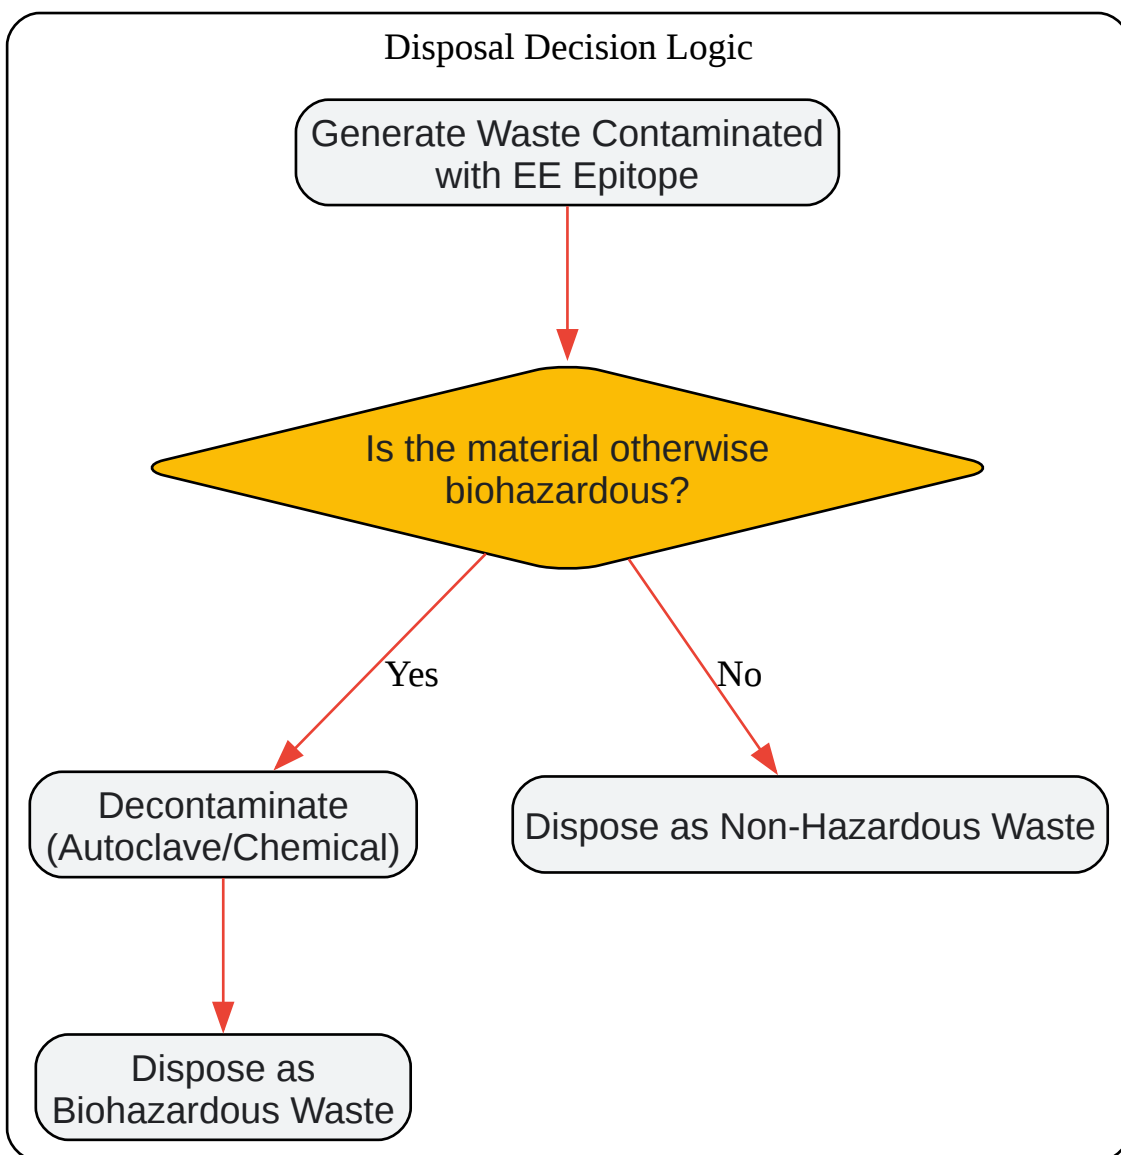 Disposal Decision Logic
Generate Waste Contaminated
with EE Epitope
Is the material otherwise
biohazardous?
Yes
No
Decontaminate
(Autoclave/Chemical)
Dispose as Non-Hazardous Waste
Dispose as
Biohazardous Waste